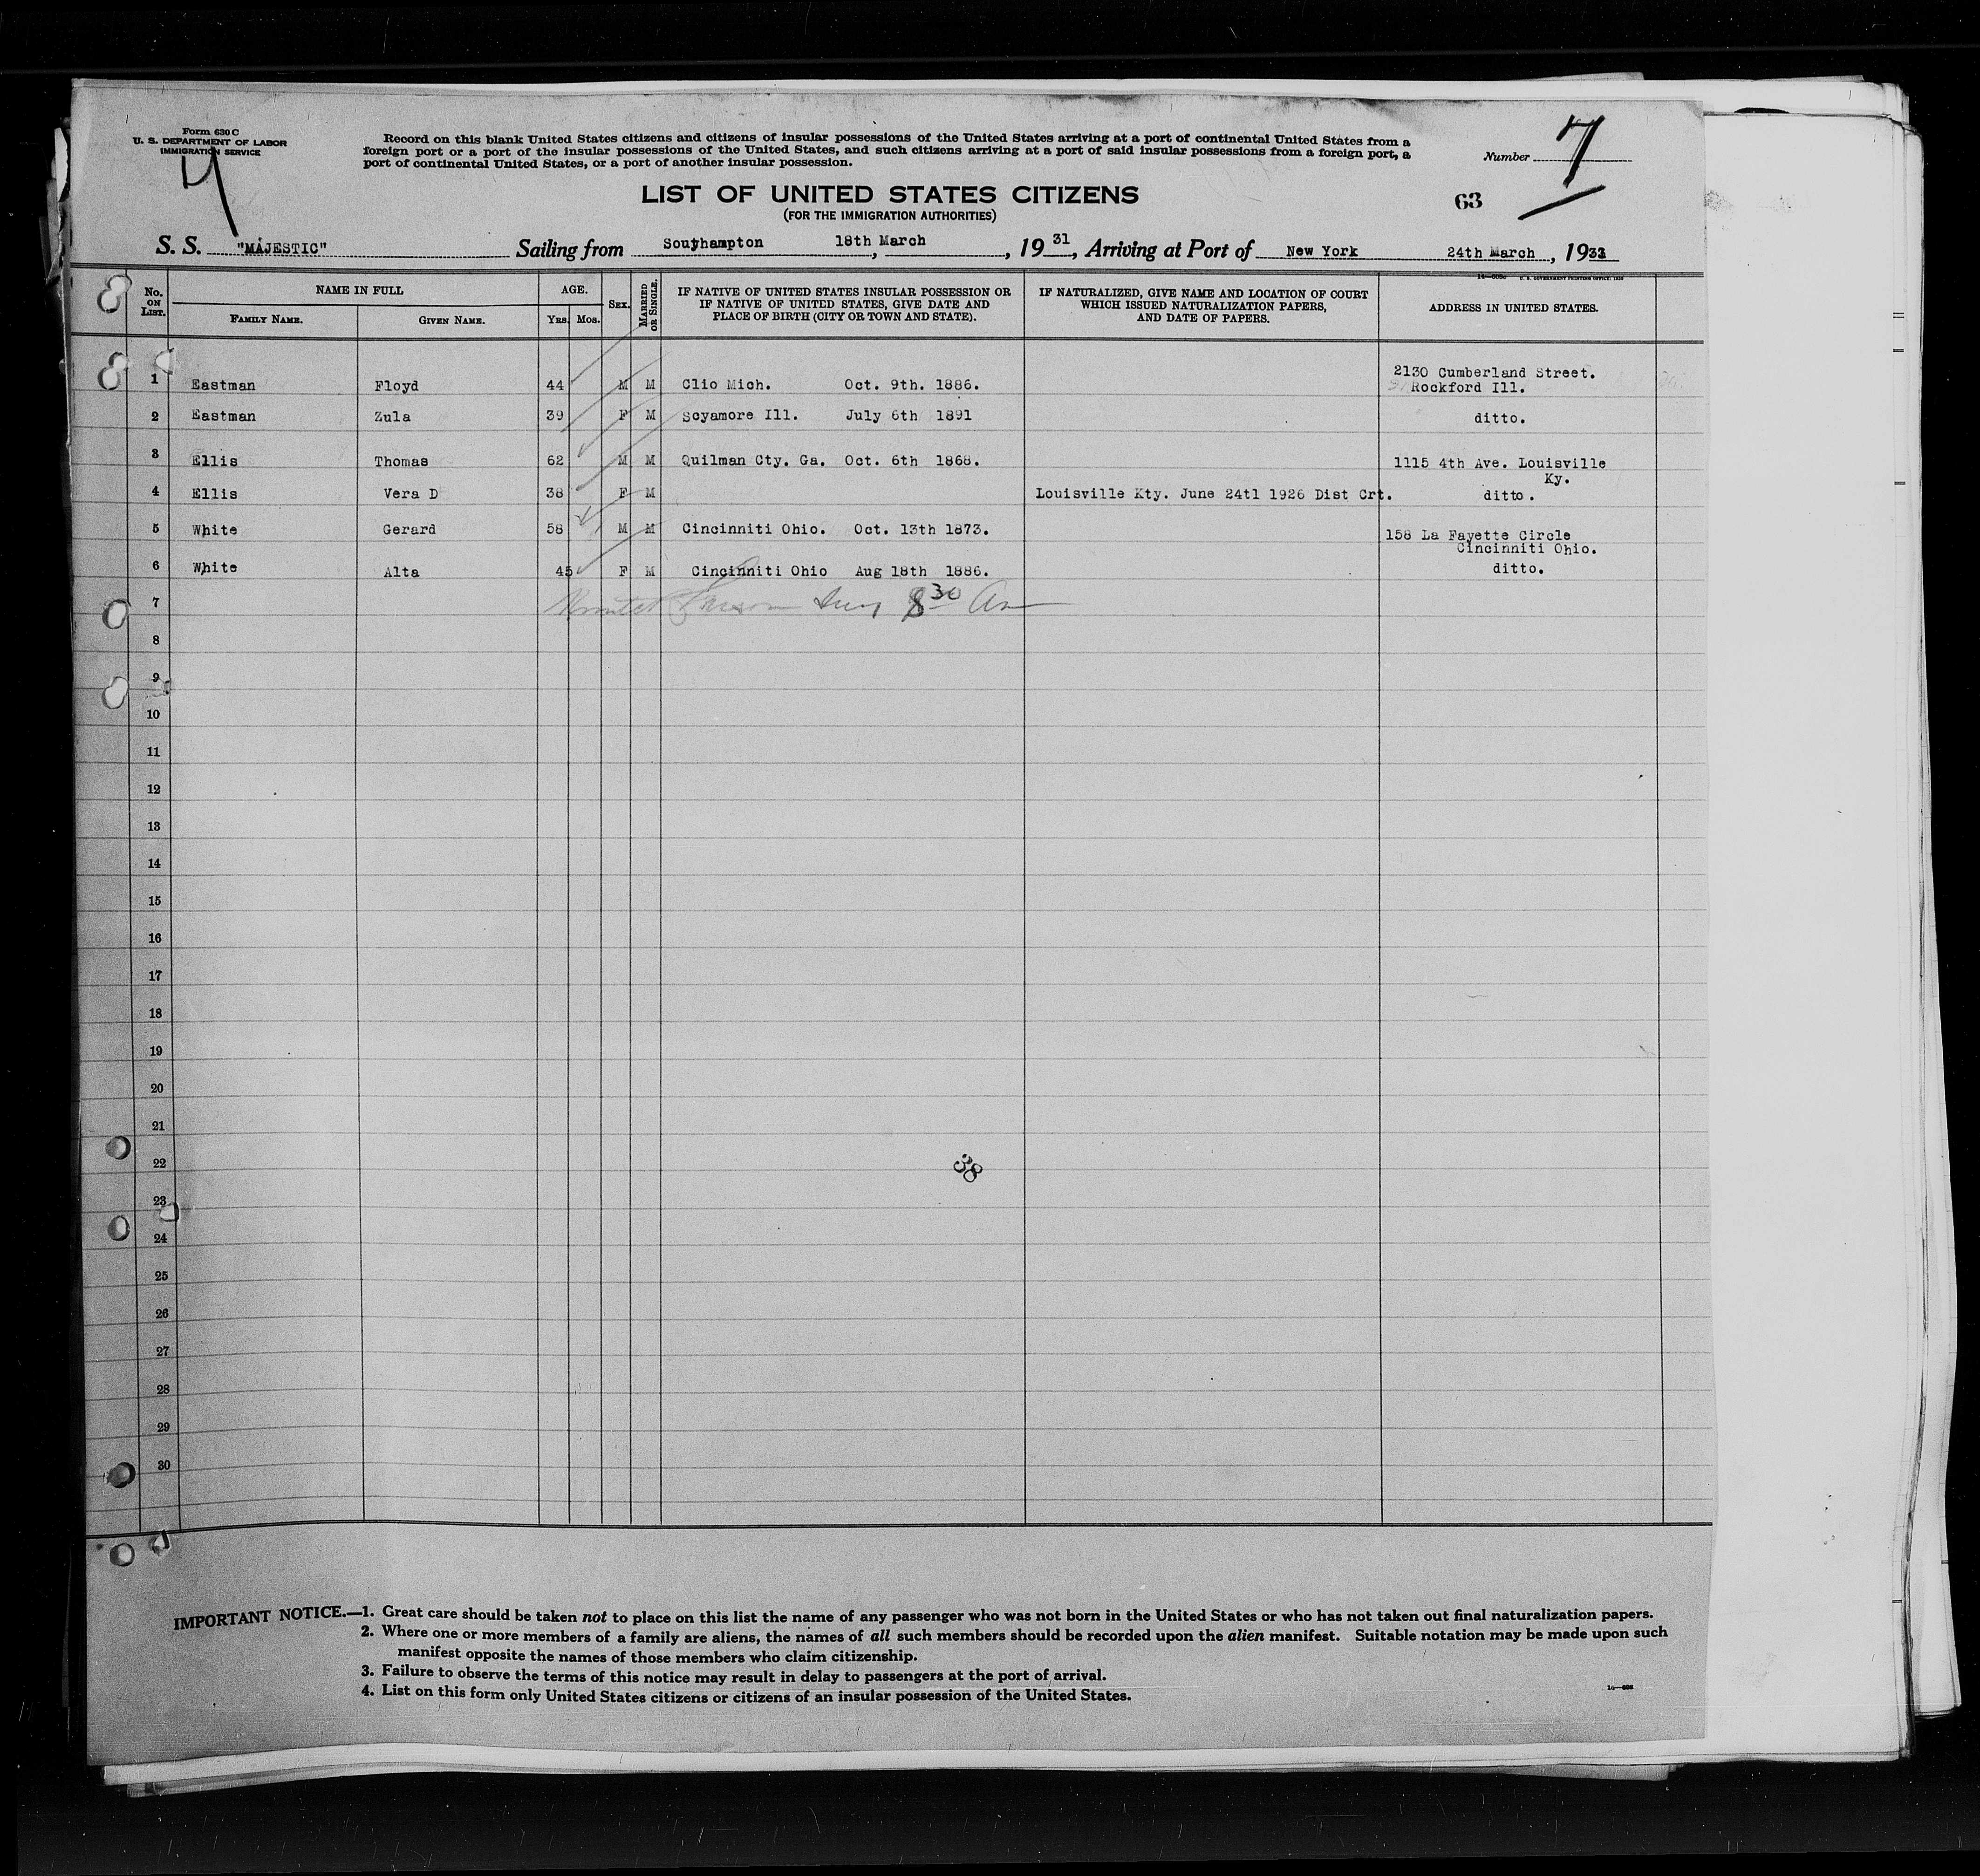 Form 630 C
U. S. DEPARTMENT OF LABOR
IMMIGRATION SERVICE
4
Record on this blank United States citizens and citizens of insular possessions of the United States arriving at a port of continental United States from a
foreign port or a port of the insular possessions of the United States, and such citizens arriving at a port of said insular possessions from a foreign port, a
port of continental United States, or a port of another insular possession.
Number 7
63
LIST OF UNITED STATES CITIZENS
(FOR THE IMMIGRATION AUTHORITIES)
S. S. "MAJESTIC" Sailing from Southampton 18th March, 1931, Arriving at Port of New York 24th March, 1931
U. S. GOVERNMENT PRINTING OFFICE
No. ON LIST. NAME IN FULL AGE. SEX. MARRIED OR SINGLE. IF NATIVE OF UNITED STATES INSULAR POSSESSION OR IF NATIVE OF UNITED STATES, GIVE DATE AND PLACE OF BIRTH (CITY OR TOWN AND STATE). IF NATURALIZED, GIVE NAME AND LOCATION OF COURT WHICH ISSUED NATURALIZATION PAPERS, AND DATE OF PAPERS. ADDRESS IN UNITED STATES.
FAMILY NAME. GIVEN NAME. YRS. MOS.
1 Eastman Floyd 44 M M Clio Mich. Oct. 9th. 1886. 2130 Cumberland Street. Rockford Ill.
2 Eastman Zula 39 F M Scyamore Ill. July 6th 1891 ditto.
3 Ellis Thomas 62 M M Quilman Cty. Ga. Oct. 6th 1868. 1115 4th Ave. Louisville Ky.
4 Ellis Vera D 38 F M Louisville Kty. June 24tl 1926 Dist Crt. ditto.
5 White Gerard 58 M M Cincinniti Ohio. Oct. 13th 1873. 158 La Fayette Circle Cincinniti Ohio.
6 White Alta 45 F M Cincinniti Ohio Aug 18th 1886. ditto.
7 8 30 Am
8
9
10
11
12
13
14
15
16
17
18
19
20
21
22
38
23
24
25
26
27
28
29
30
IMPORTANT NOTICE.—1. Great care should be taken not to place on this list the name of any passenger who was not born in the United States or who has not taken out final naturalization papers.
2. Where one or more members of a family are aliens, the names of all such members should be recorded upon the alien manifest. Suitable notation may be made upon such
manifest opposite the names of those members who claim citizenship.
3. Failure to observe the terms of this notice may result in delay to passengers at the port of arrival.
4. List on this form only United States citizens or citizens of an insular possession of the United States.